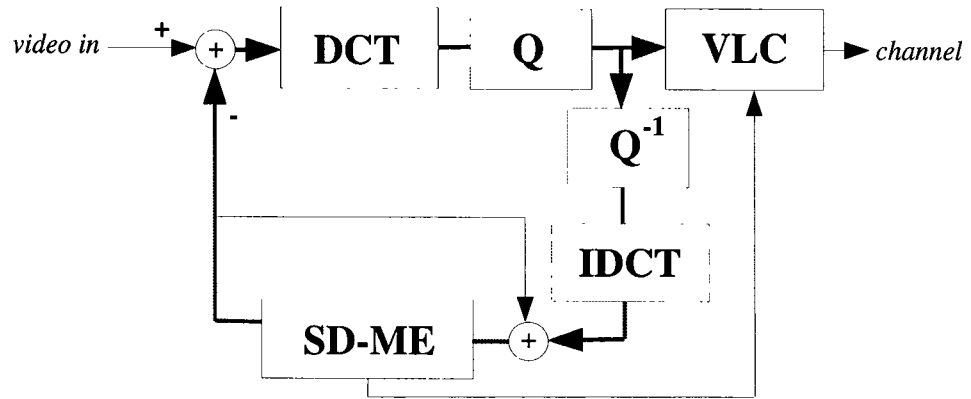 +
video in
+
DCT
Q
VLC
channel
-
Q-1
IDCT
SD-ME
+